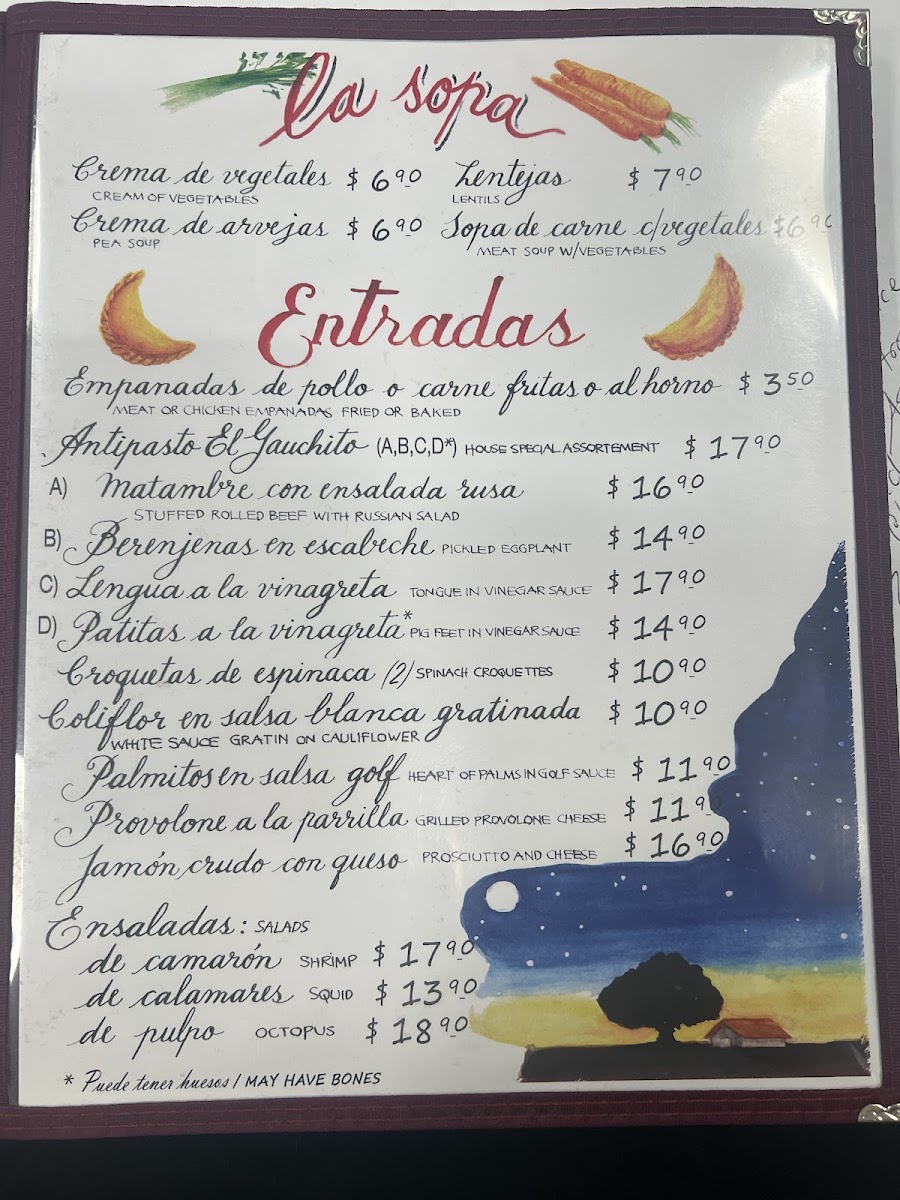 la sopa
Crema de vegetales $ 6.90 Lentejas $ 7.90
CREAM OF VEGETABLES LENTILS
Crema de arvejas $ 6.90 Sopa de carne c/vegetales $6.90
PEA SOUP MEAT SOUP W/VEGETABLES
Entradas
Empanadas de pollo o carne fritas o al horno $ 3.50
MEAT OR CHICKEN EMPANADAS FRIED OR BAKED
Antipasto El Gauchito (A,B,C,D*) HOUSE SPECIAL ASSORTEMENT $ 17.90
A) Matambre con ensalada rusa $ 16.90
STUFFED ROLLED BEEF WITH RUSSIAN SALAD
B) Berenjenas en escabeche PICKLED EGGPLANT $ 14.90
C) Lengua a la vinagreta TONGUE IN VINEGAR SAUCE $ 17.90
D) Patitas a la vinagreta* PIG FEET IN VINEGAR SAUCE $ 14.90
Croquetas de espinaca (2) SPINACH CROQUETTES $ 10.90
Coliflor en salsa blanca gratinada $ 10.90
WHITE SAUCE GRATIN ON CAULIFLOWER
Palmitos en salsa golf HEART OF PALMS IN GOLF SAUCE $ 11.90
Provolone a la parrilla GRILLED PROVOLONE CHEESE $ 11.90
Jamón crudo con queso PROSCIUTTO AND CHEESE $ 16.90
Ensaladas: SALADS
de camarón SHRIMP $ 17.90
de calamares SQUID $ 13.90
de pulpo OCTOPUS $ 18.90
* Puede tener huesos / MAY HAVE BONES